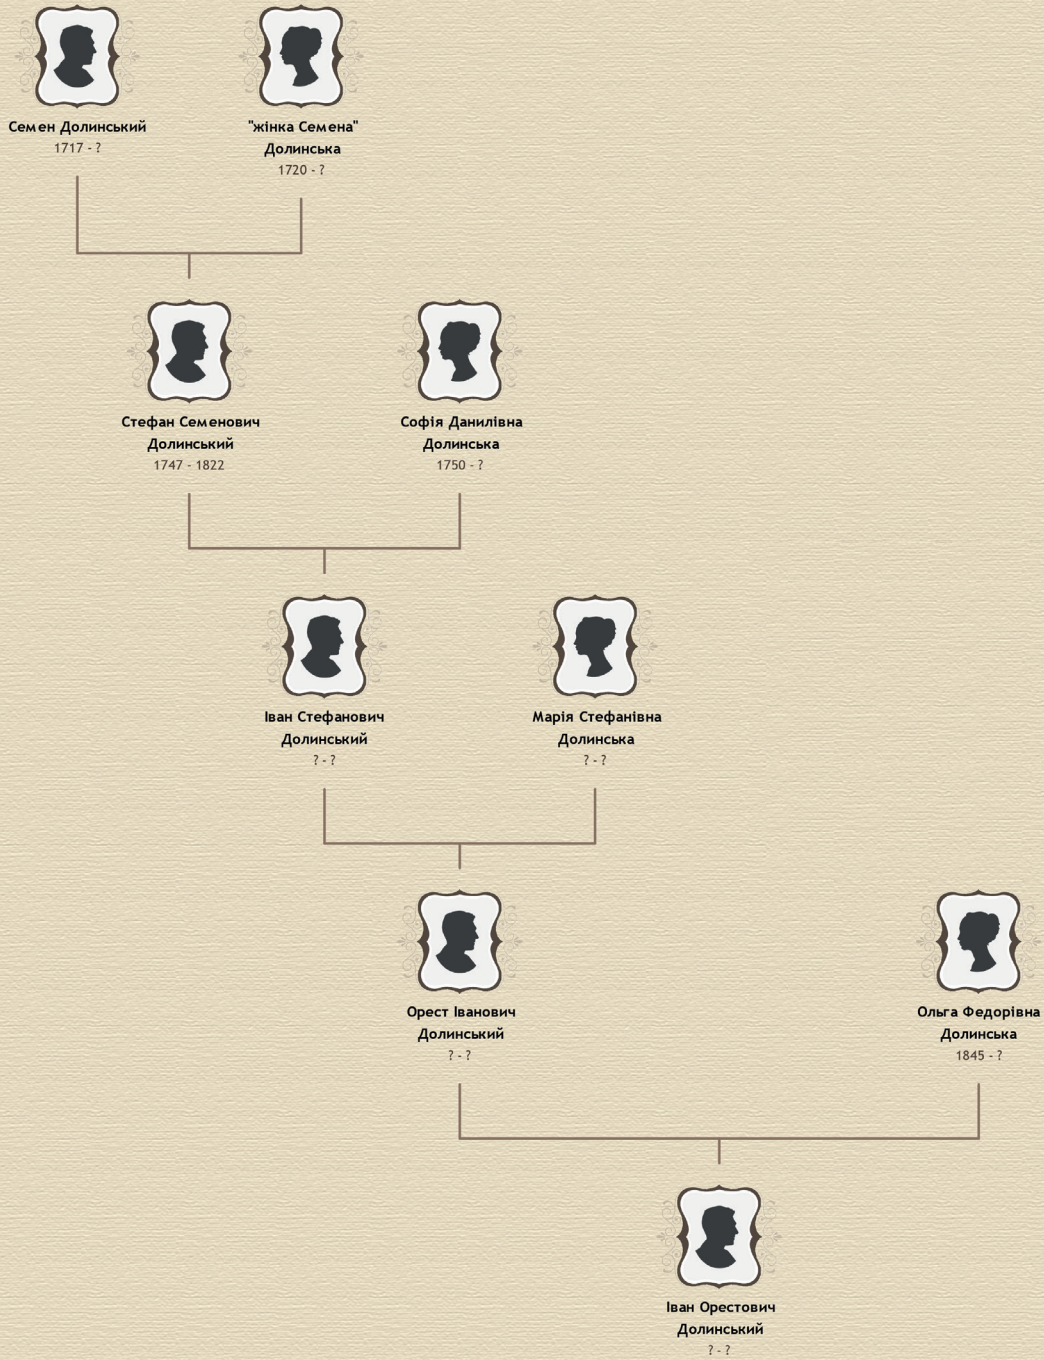 Семен Долинський
1717 - ?
"жінка Семена"
Долинська
1720 - ?
Стефан Семенович
Долинський
1747 - 1822
Софія Данилівна
Долинська
1750 - ?
Іван Стефанович
Долинський
? - ?
Марія Стефанівна
Долинська
? - ?
Орест Іванович
Долинський
? - ?
Ольга Федорівна
Долинська
1845 - ?
Іван Орестович
Долинський
? - ?